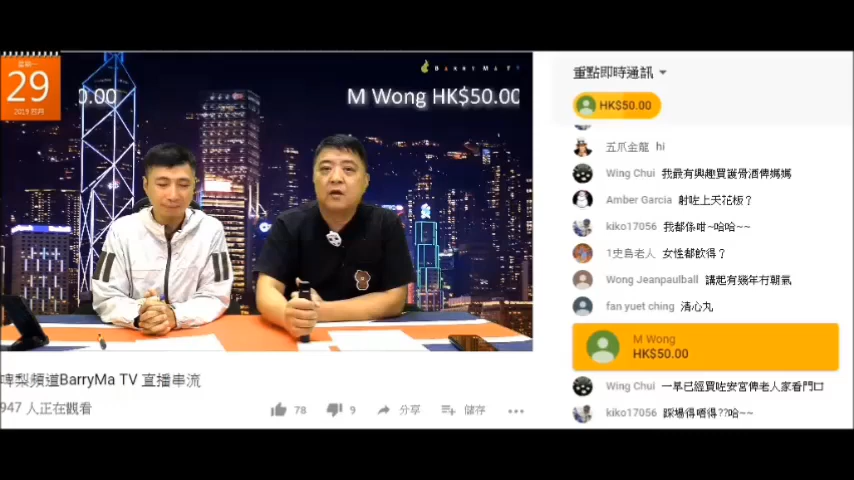 星期一
29
2019 四月
BARRY MA TV
0.00
M Wong HK$50.00
啤梨頻道BarryMa TV 直播串流
947 人正在觀看
78
9
分享
儲存
重點即時通訊
HK$50.00
五爪金龍 hi
Wing Chui 我最有興趣買護骨酒俾媽媽
Amber Garcia 射咗上天花板？
kiko17056 我都係咁~哈哈~~
1史島老人 女性都飲得？
Wong Jeanpaulball 講起有幾年冇朝氣
fan yuet ching 清心丸
M Wong
HK$50.00
Wing Chui 一早已經買咗安宮俾老人家看門口
kiko17056 踩場得唔得??哈~~